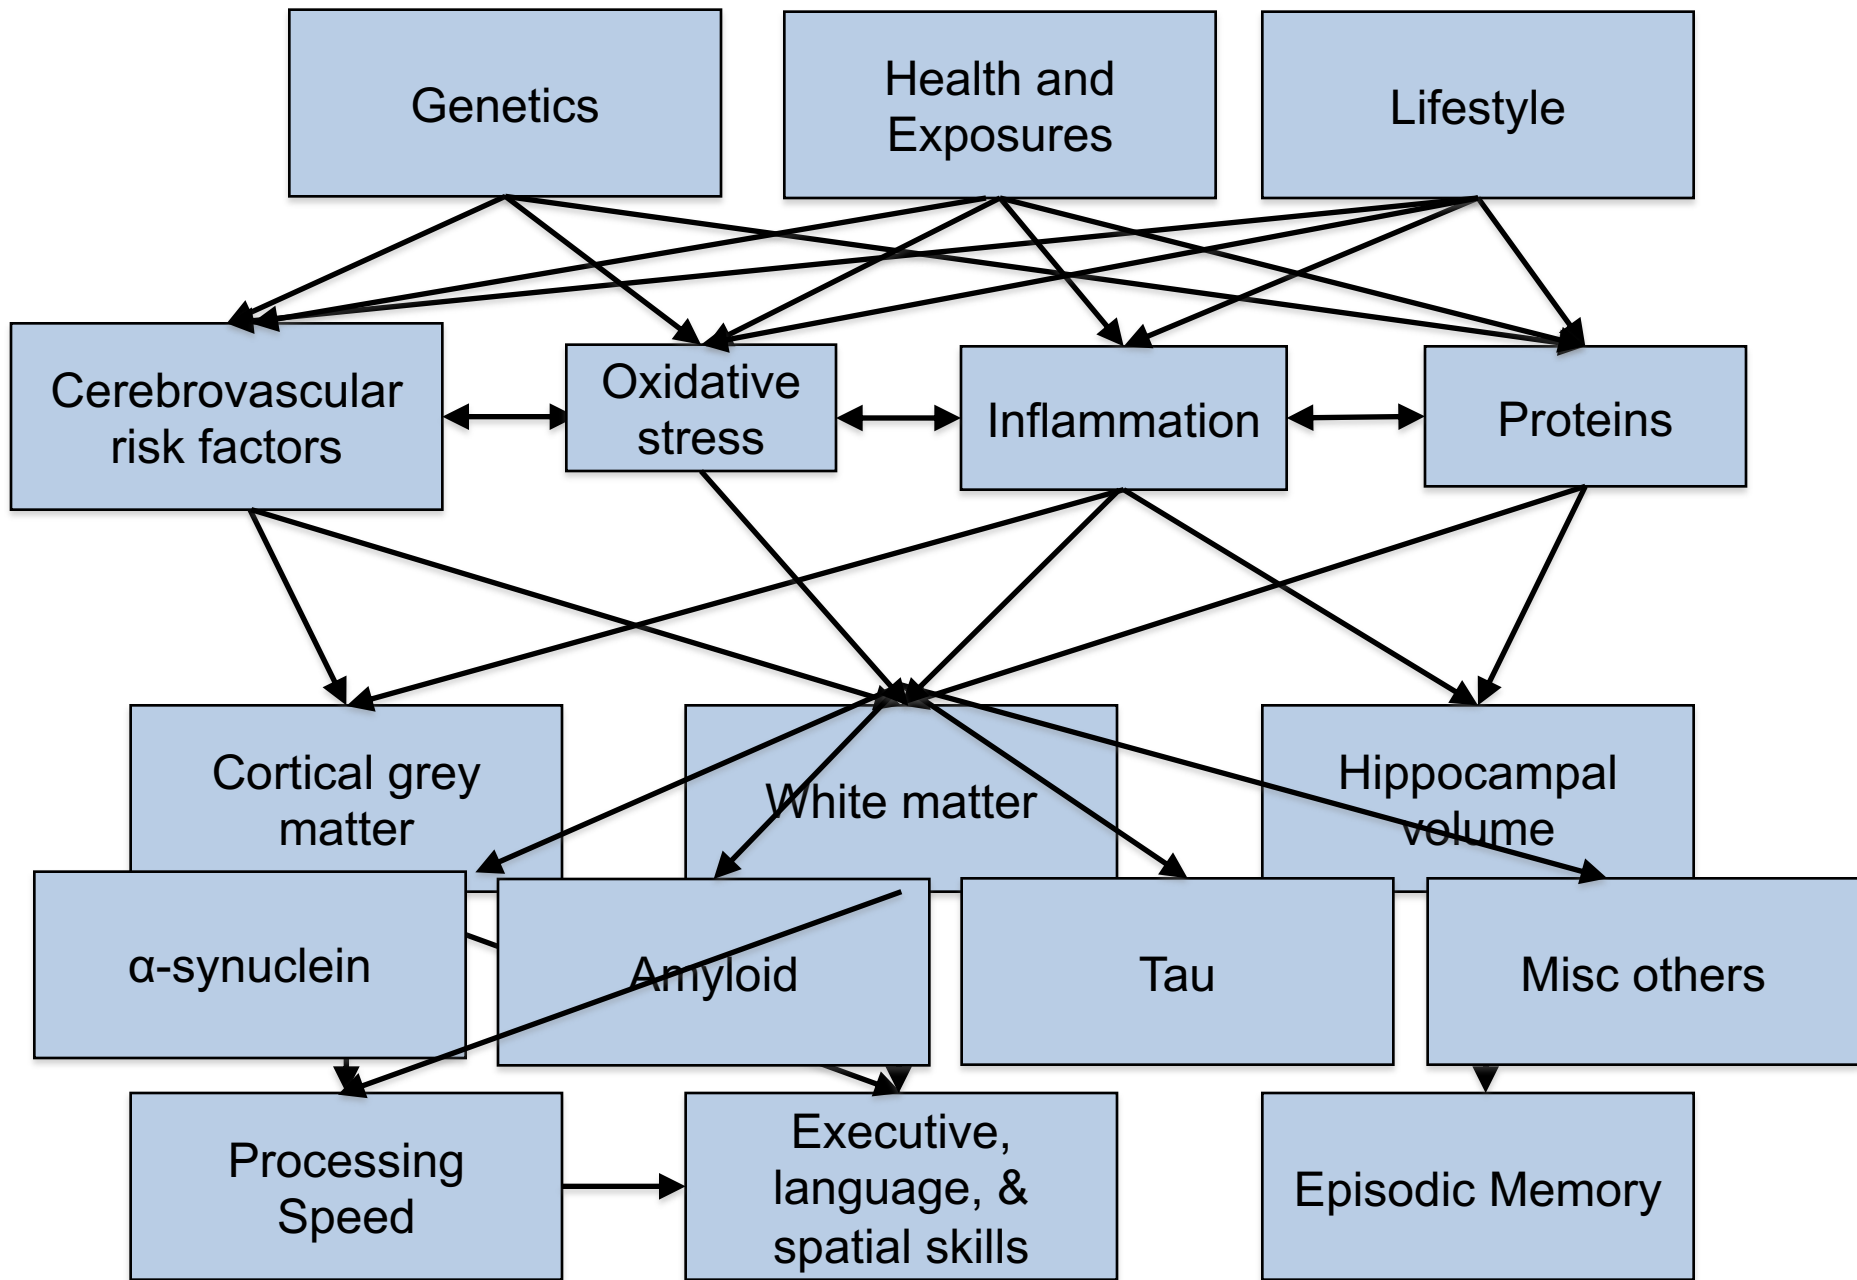 Genetics
Health and
Exposures
Lifestyle
Cerebrovascular
risk factors
Oxidative
stress
Inflammation
Proteins
Cortical grey
matter
White matter
Hippocampal
volume
α-synuclein
Amyloid
Tau
Misc others
Processing
Speed
Executive,
language, &
spatial skills
Episodic Memory